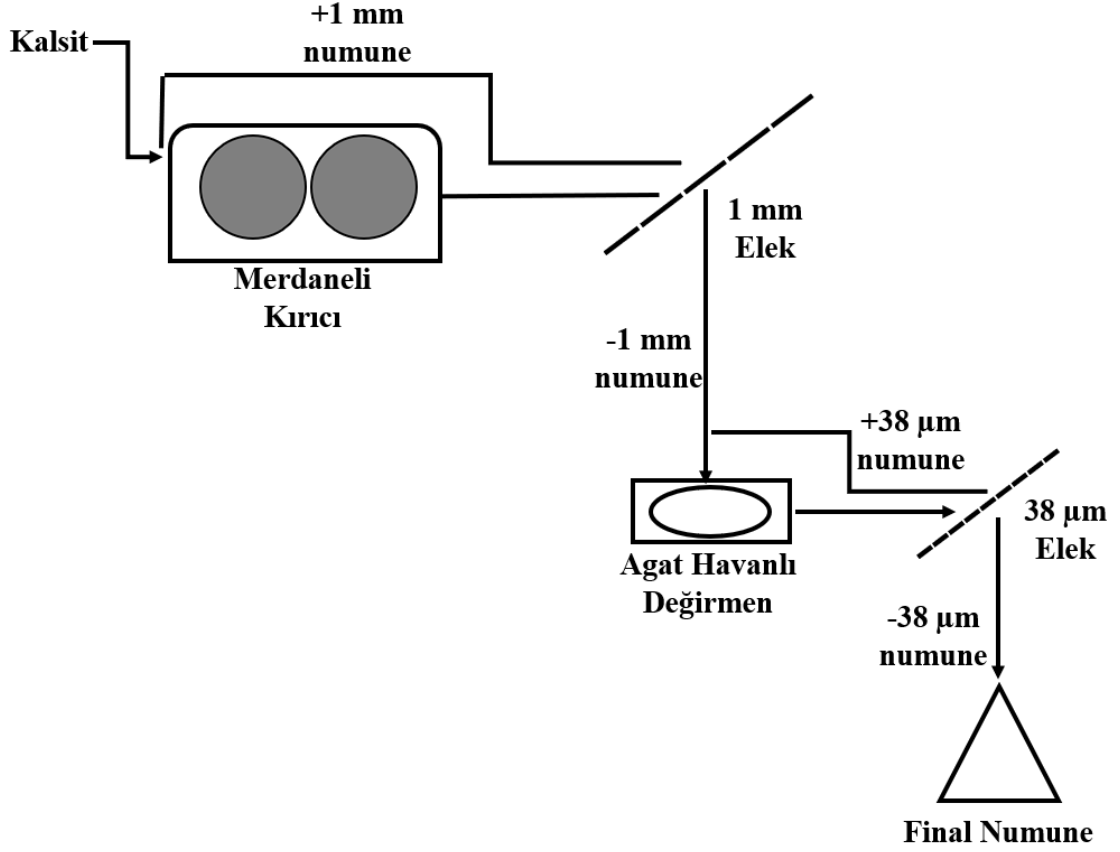 +1 mm
numune
Kalsit
1 mm
Elek
Merdaneli
Kırıcı
-1 mm
numune
+38 µm
numune
38 µm
Elek
Agat Havanlı
Değirmen
-38 µm
numune
Final Numune